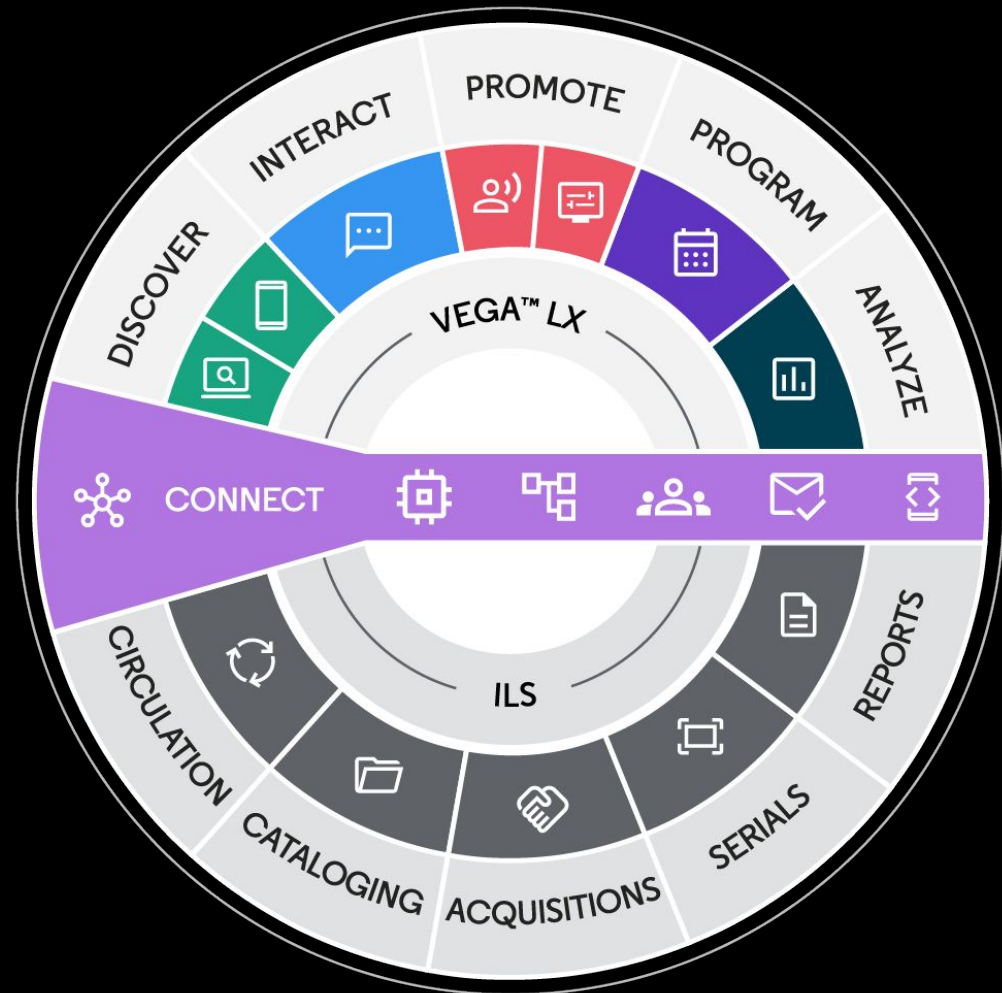 DISCOVER
INTERACT
PROMOTE
PROGRAM
ANALYZE
VEGA™ LX
CONNECT
ILS
CIRCULATION
CATALOGING
ACQUISITIONS
SERIALS
REPORTS